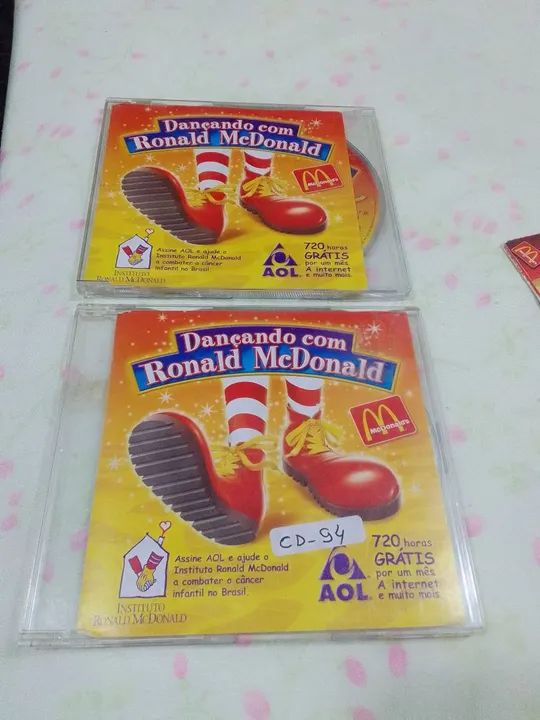 Dançando com
Ronald McDonald
McDonald's
Assine AOL e ajude o
Instituto Ronald McDonald
a combater o câncer
infantil no Brasil.
INSTITUTO
RONALD MCDONALD
AOL
720 horas
GRÁTIS
por um mês.
A internet
e muito mais.
Dançando com
Ronald McDonald
McDonald's
CD-94
Assine AOL e ajude o
Instituto Ronald McDonald
a combater o câncer
infantil no Brasil.
INSTITUTO
RONALD MCDONALD
AOL
720 horas
GRÁTIS
por um mês.
A internet
e muito mais.